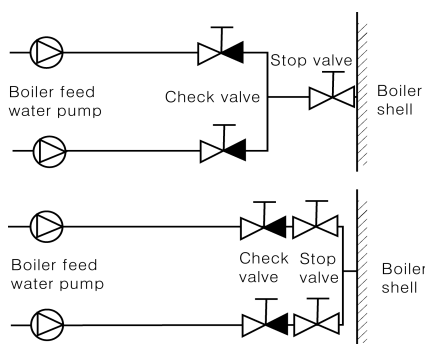 Stop valve
Boiler feed
water pump
Check valve
Boiler
shell
Boiler feed
water pump
Check
valve
Stop
valve
Boiler
shell